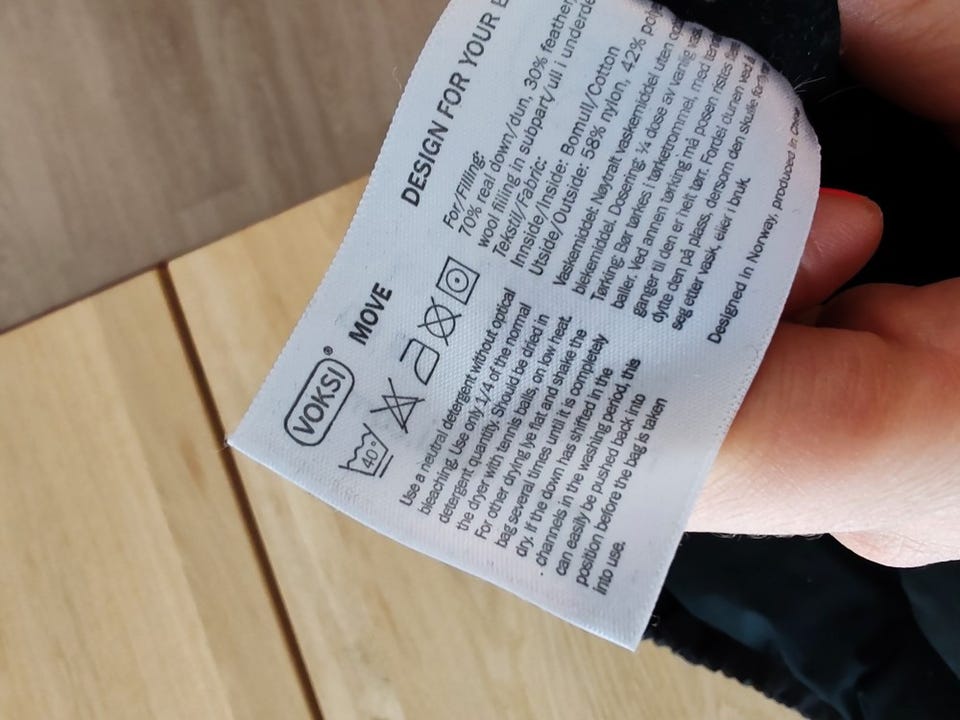 VOKSI®
MOVE
DESIGN FOR YOUR
40°
For/Filling:
70% real down/dun, 30% feather
wool filling in subpart/ull i
Tekstil/Fabric:
Innside/Inside: Bomull/Cotton
Utside/Outside: 58% nylon, 42%
Use a neutral detergent without optical
bleaching. Use only 1/4 of the normal
detergent quantity. Should be dried in
the dryer with tennis balls, on low heat.
For other drying lye flat and snake the
bag several times until it is completely
dry. If the down has shifted in the
channels in the washing period, this
can easily be pushed back into
position before the bag is taken
into use.
Vaskemiddel: Nøytralt vaskemiddel uten
blekemiddel. Dosering: ¼ dose av vanlig
Tørking: Bør tørkes i tørketrommel, med
baller. Ved annen tørking må posen ristes
ganger til den er helt tørr. Fordel dunen ved å
dytte den på plass, dersom den skulle
seg etter vask, eller i bruk.
Designed in Norway, produced in